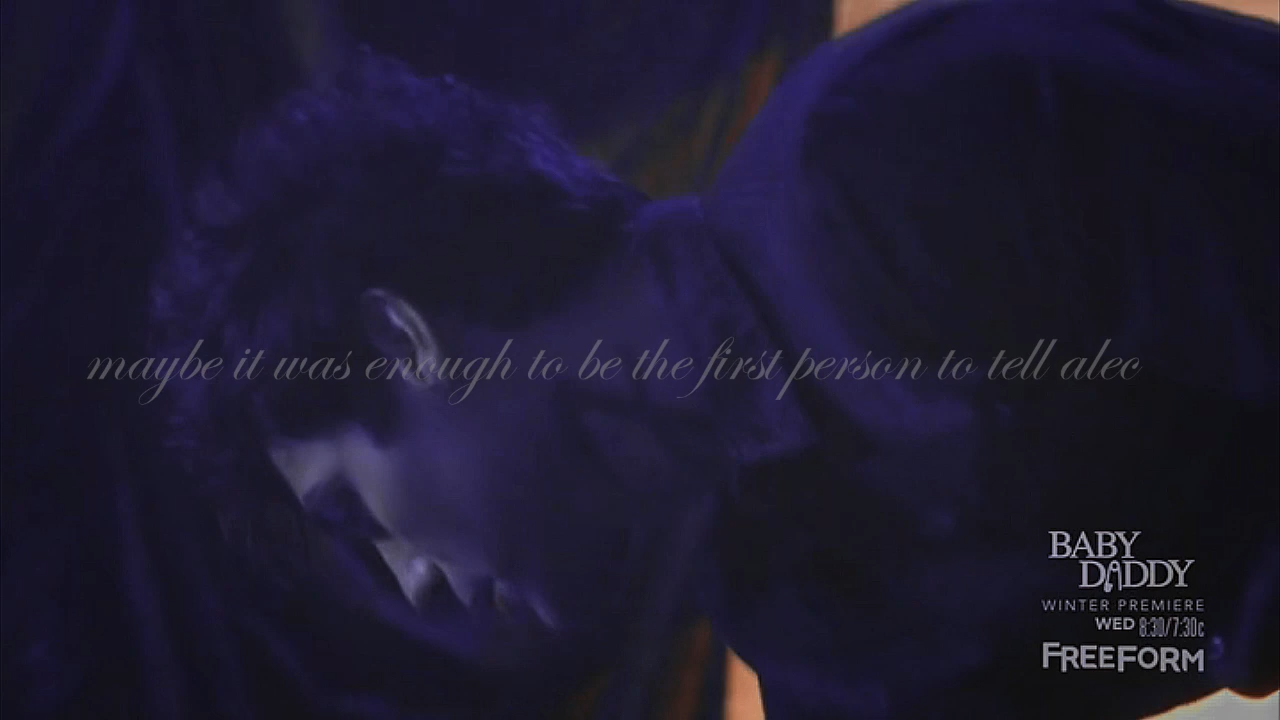 maybe it was enough to be the first person to tell alec
BABY
DADDY
WINTER PREMIERE
WED 8:30/7:30c
FREEFORM